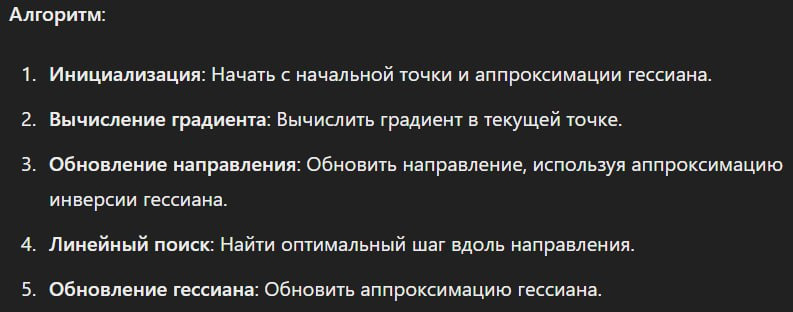 Алгоритм:
1. Инициализация: Начать с начальной точки и аппроксимации гессиана.
2. Вычисление градиента: Вычислить градиент в текущей точке.
3. Обновление направления: Обновить направление, используя аппроксимацию
инверсии гессиана.
4. Линейный поиск: Найти оптимальный шаг вдоль направления.
5. Обновление гессиана: Обновить аппроксимацию гессиана.